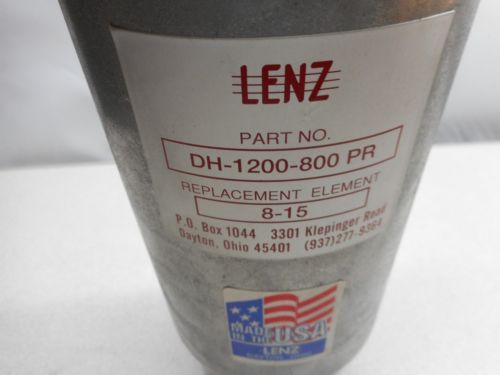 LENZ
PART NO.
DH-1200-800 PR
REPLACEMENT ELEMENT
8-15
P.O. Box 1044 3301 Klepinger Road
Dayton, Ohio 45401 (937)277-9364
MADE
IN THE USA
LENZ